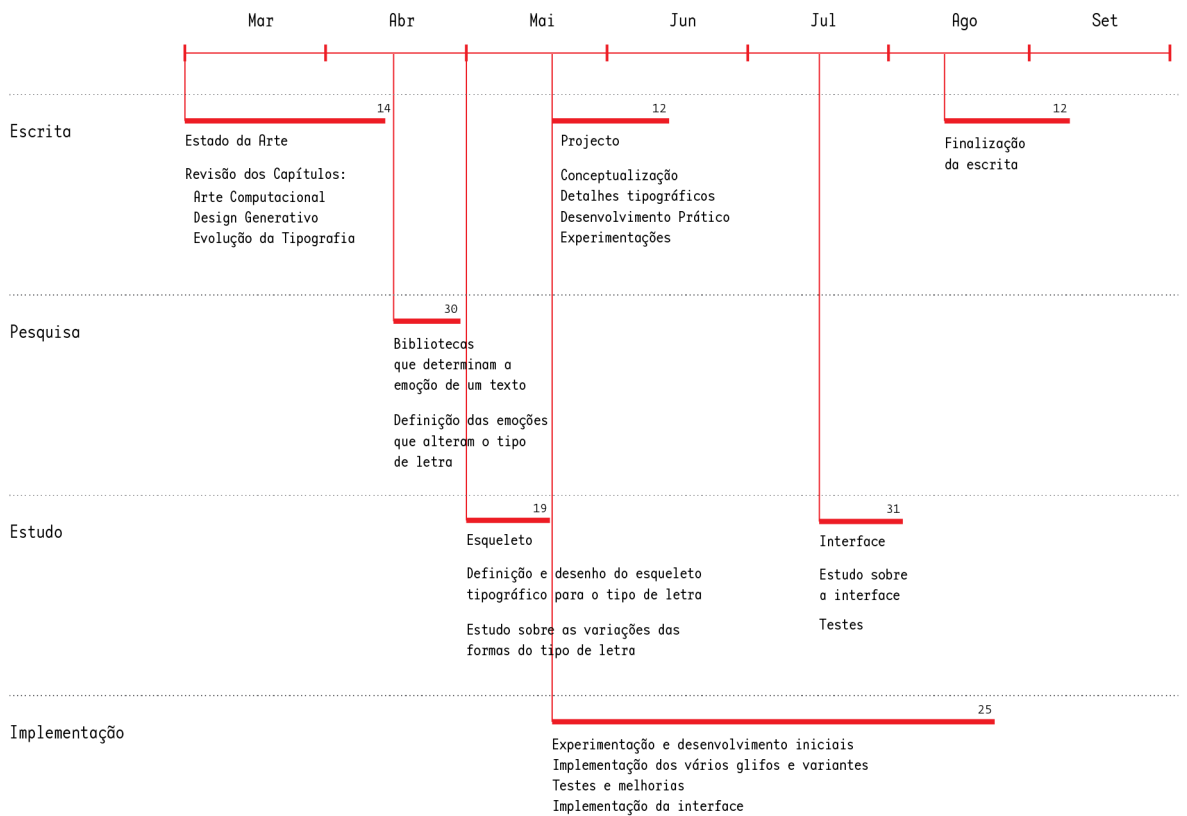 Mar Abr Mai Jun Jul Ago Set
Escrita
14
Estado da Arte
Revisão dos Capítulos:
Arte Computacional
Design Generativo
Evolução da Tipografia
12
Projecto
Conceptualização
Detalhes tipográficos
Desenvolvimento Prático
Experimentações
12
Finalização
da escrita
Pesquisa
30
Bibliotecas
que determinam a
emoção de um texto
Definição das emoções
que alteram o tipo
de letra
Estudo
19
Esqueleto
Definição e desenho do esqueleto
tipográfico para o tipo de letra
Estudo sobre as variações das
formas do tipo de letra
31
Interface
Estudo sobre
a interface
Testes
Implementação
25
Experimentação e desenvolvimento iniciais
Implementação dos vários glifos e variantes
Testes e melhorias
Implementação da interface